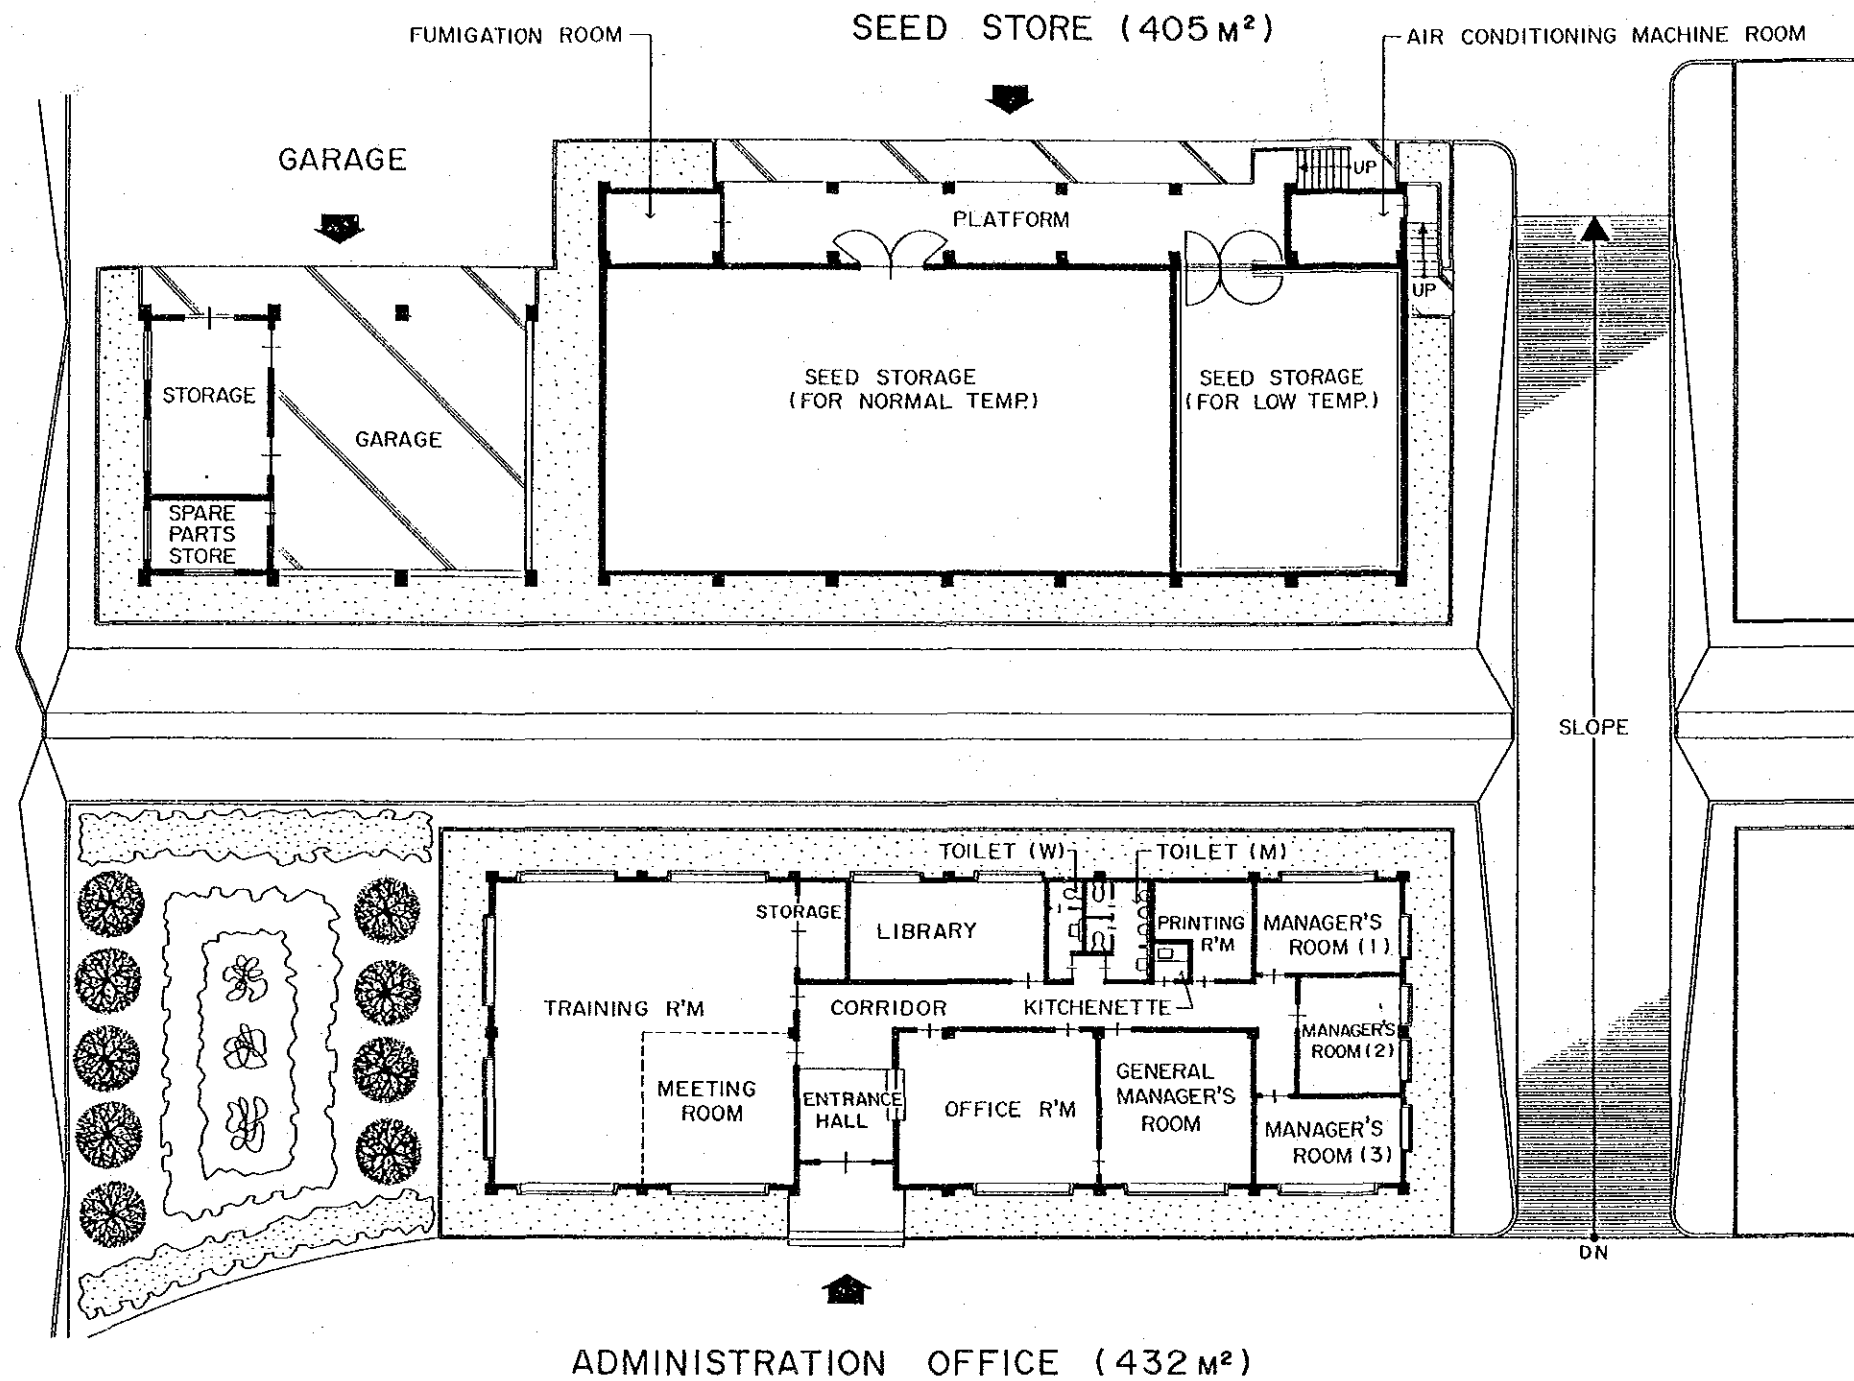 SEED STORE (405 M²)
FUMIGATION ROOM
AIR CONDITIONING MACHINE ROOM
GARAGE
UP
PLATFORM
UP
SEED STORAGE
(FOR NORMAL TEMP.)
SEED STORAGE
(FOR LOW TEMP.)
STORAGE
GARAGE
SPARE
PARTS
STORE
SLOPE
TOILET (W)
TOILET (M)
STORAGE
LIBRARY
PRINTING
R'M
MANAGER'S
ROOM (1)
TRAINING R'M
CORRIDOR
KITCHENETTE
MANAGER'S
ROOM (2)
MEETING
ROOM
ENTRANCE
HALL
OFFICE R'M
GENERAL
MANAGER'S
ROOM
MANAGER'S
ROOM (3)
DN
ADMINISTRATION OFFICE (432 M²)